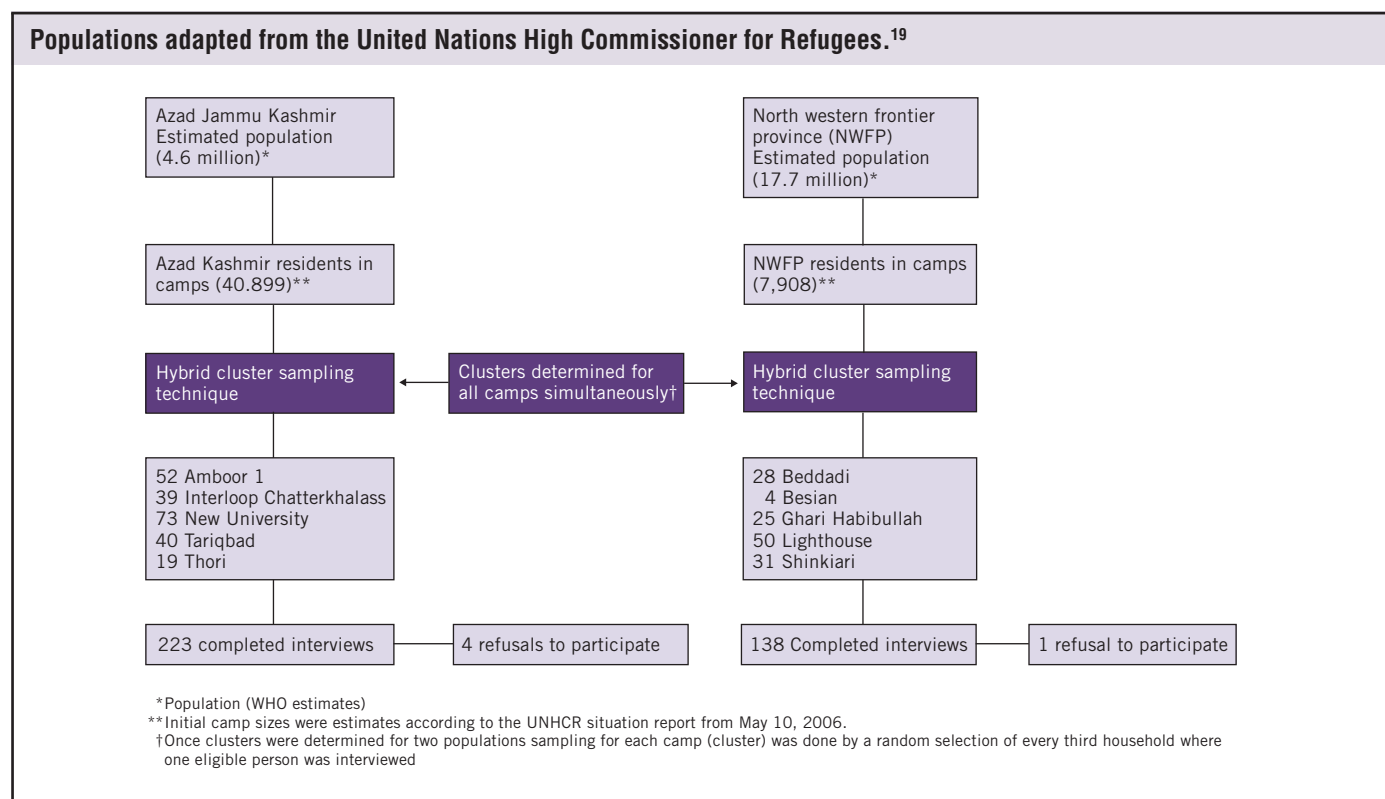 Populations adapted from the United Nations High Commissioner for Refugees.19
Azad Jammu Kashmir
Estimated population
(4.6 million)*
North western frontier
province (NWFP)
Estimated population
(17.7 million)*
Azad Kashmir residents in
camps (40.899)**
NWFP residents in camps
(7,908)**
Hybrid cluster sampling
technique
Clusters determined for
all camps simultaneously†
Hybrid cluster sampling
technique
52 Amboor 1
39 Interloop Chatterkhalass
73 New University
40 Tariqbad
19 Thori
28 Beddadi
4 Besian
25 Ghari Habibullah
50 Lighthouse
31 Shinkiari
223 completed interviews
4 refusals to participate
138 Completed interviews
1 refusal to participate
*Population (WHO estimates)
**Initial camp sizes were estimates according to the UNHCR situation report from May 10, 2006.
†Once clusters were determined for two populations sampling for each camp (cluster) was done by a random selection of every third household where
one eligible person was interviewed